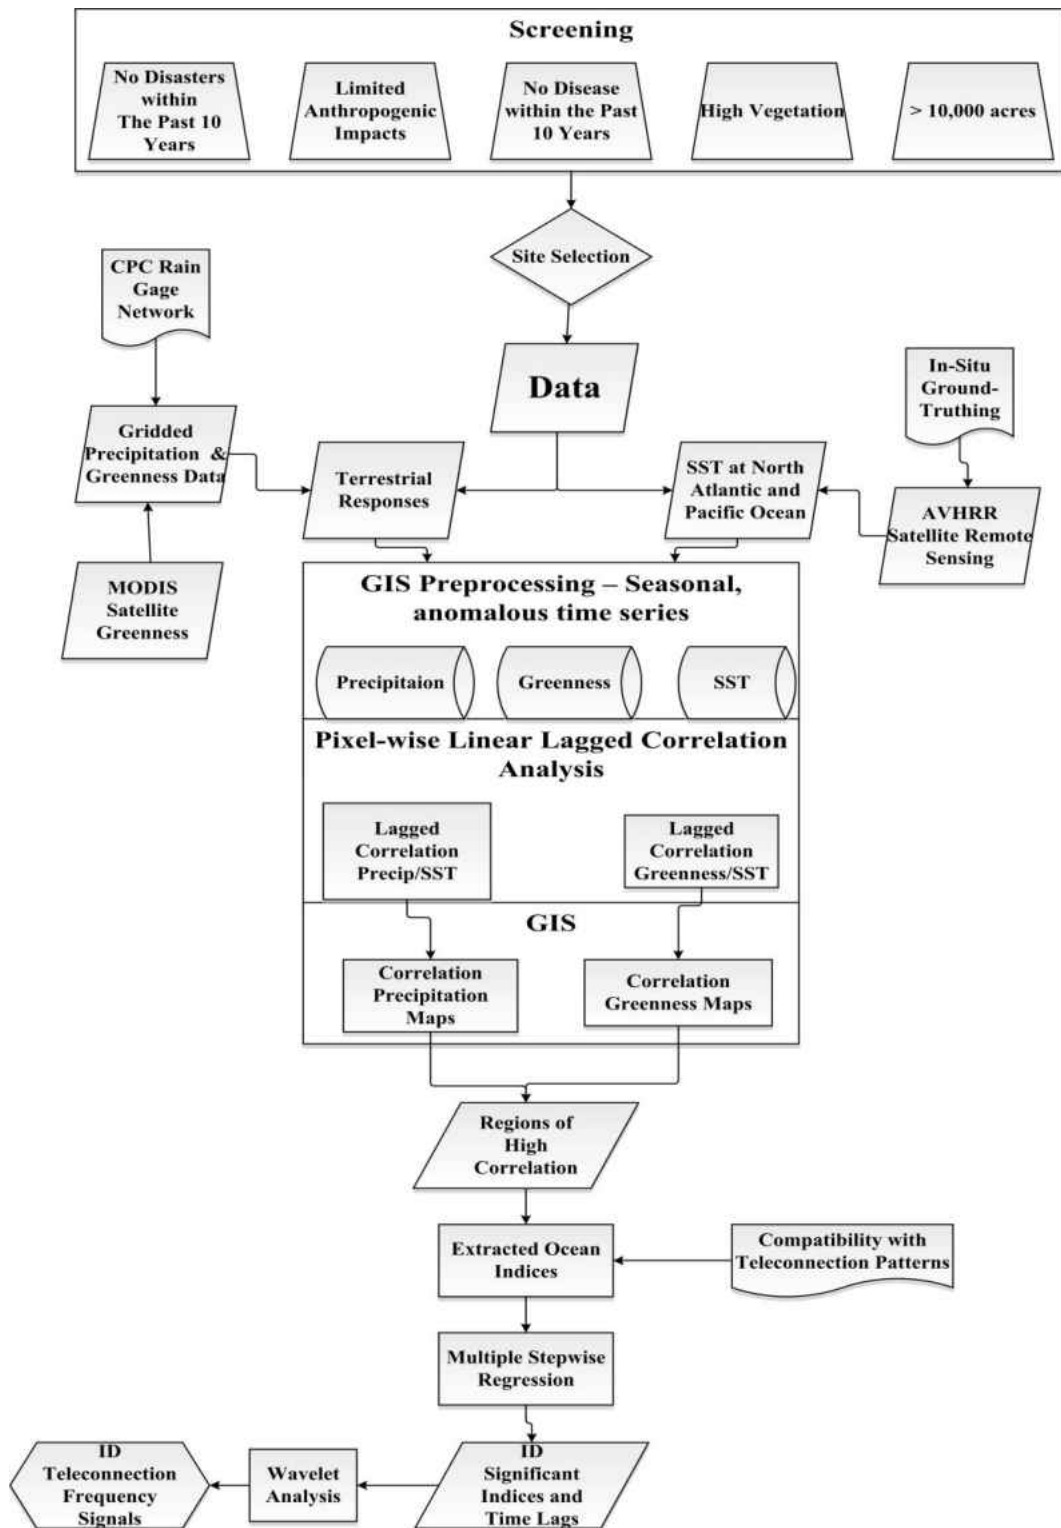 Screening
No Disasters
within
The Past 10
Years
Limited
Anthropogenic
Impacts
No Disease
within the Past
10 Years
High Vegetation
> 10,000 acres
Site Selection
CPC Rain
Gage
Network
Data
In-Situ
Ground-
Truthing
Gridded
Precipitation &
Greenness Data
Terrestrial
Responses
SST at North
Atlantic and
Pacific Ocean
AVHRR
Satellite Remote
Sensing
MODIS
Satellite
Greenness
GIS Preprocessing – Seasonal,
anomalous time series
Precipitaion
Greenness
SST
Pixel-wise Linear Lagged Correlation
Analysis
Lagged
Correlation
Precip/SST
Lagged
Correlation
Greenness/SST
GIS
Correlation
Precipitation
Maps
Correlation
Greenness Maps
Regions of
High
Correlation
Extracted Ocean
Indices
Compatibility with
Teleconnection Patterns
Multiple Stepwise
Regression
ID
Significant
Indices and
Time Lags
Wavelet
Analysis
ID
Teleconnection
Frequency
Signals